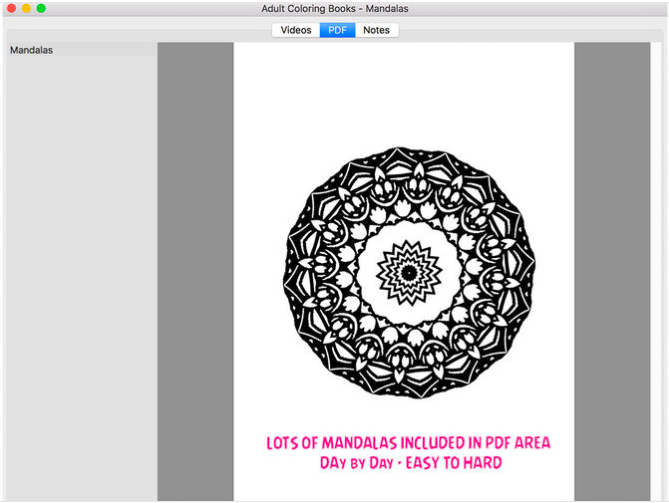 Adult Coloring Books - Mandalas
Videos PDF Notes
Mandalas
LOTS OF MANDALAS INCLUDED IN PDF AREA
DAY BY DAY - EASY TO HARD